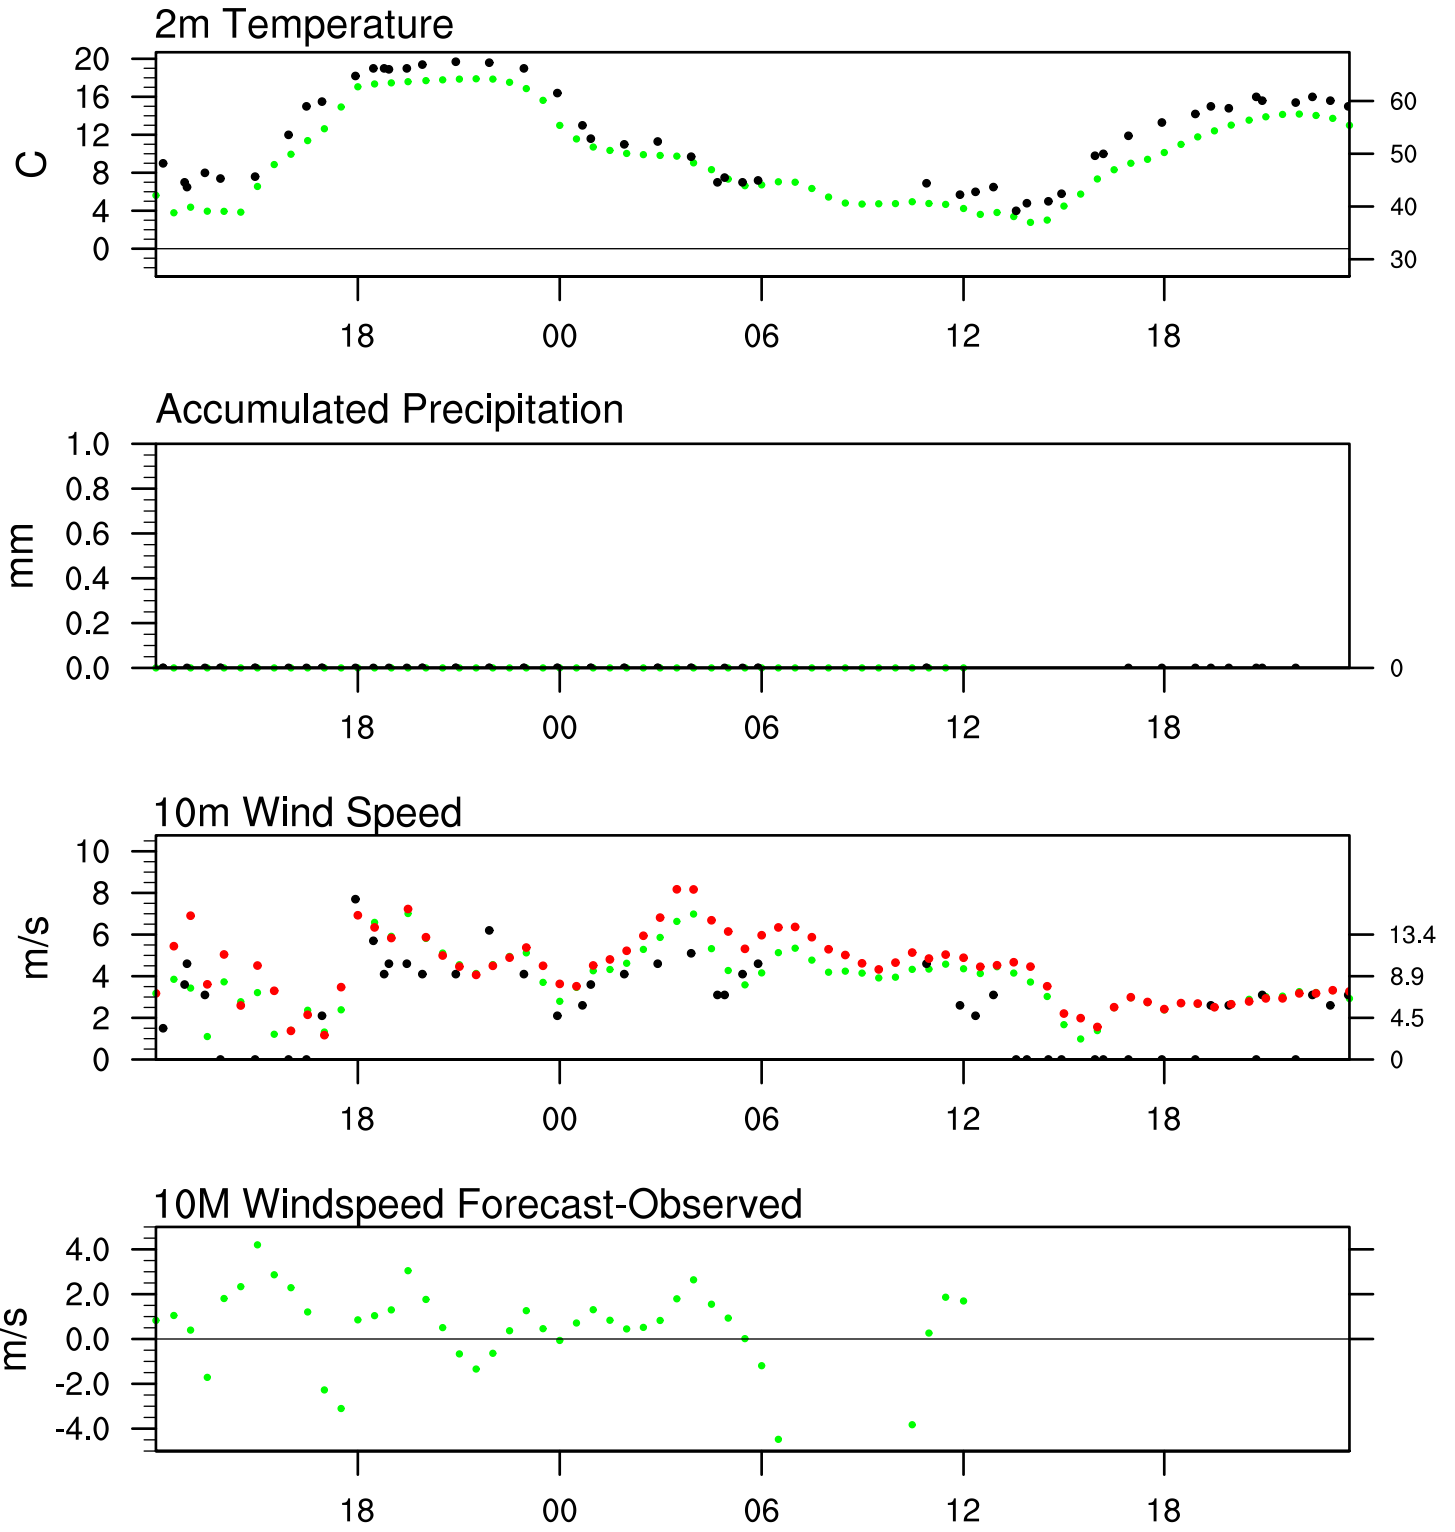 2m Temperature
20
16
12
8
4
0
C
60
50
40
30
18 00 06 12 18
Accumulated Precipitation
1.0
0.8
0.6
0.4
0.2
0.0
mm
0
18 00 06 12 18
10m Wind Speed
10
8
6
4
2
0
m/s
13.4
8.9
4.5
0
18 00 06 12 18
10M Windspeed Forecast-Observed
4.0
2.0
0.0
-2.0
-4.0
m/s
18 00 06 12 18